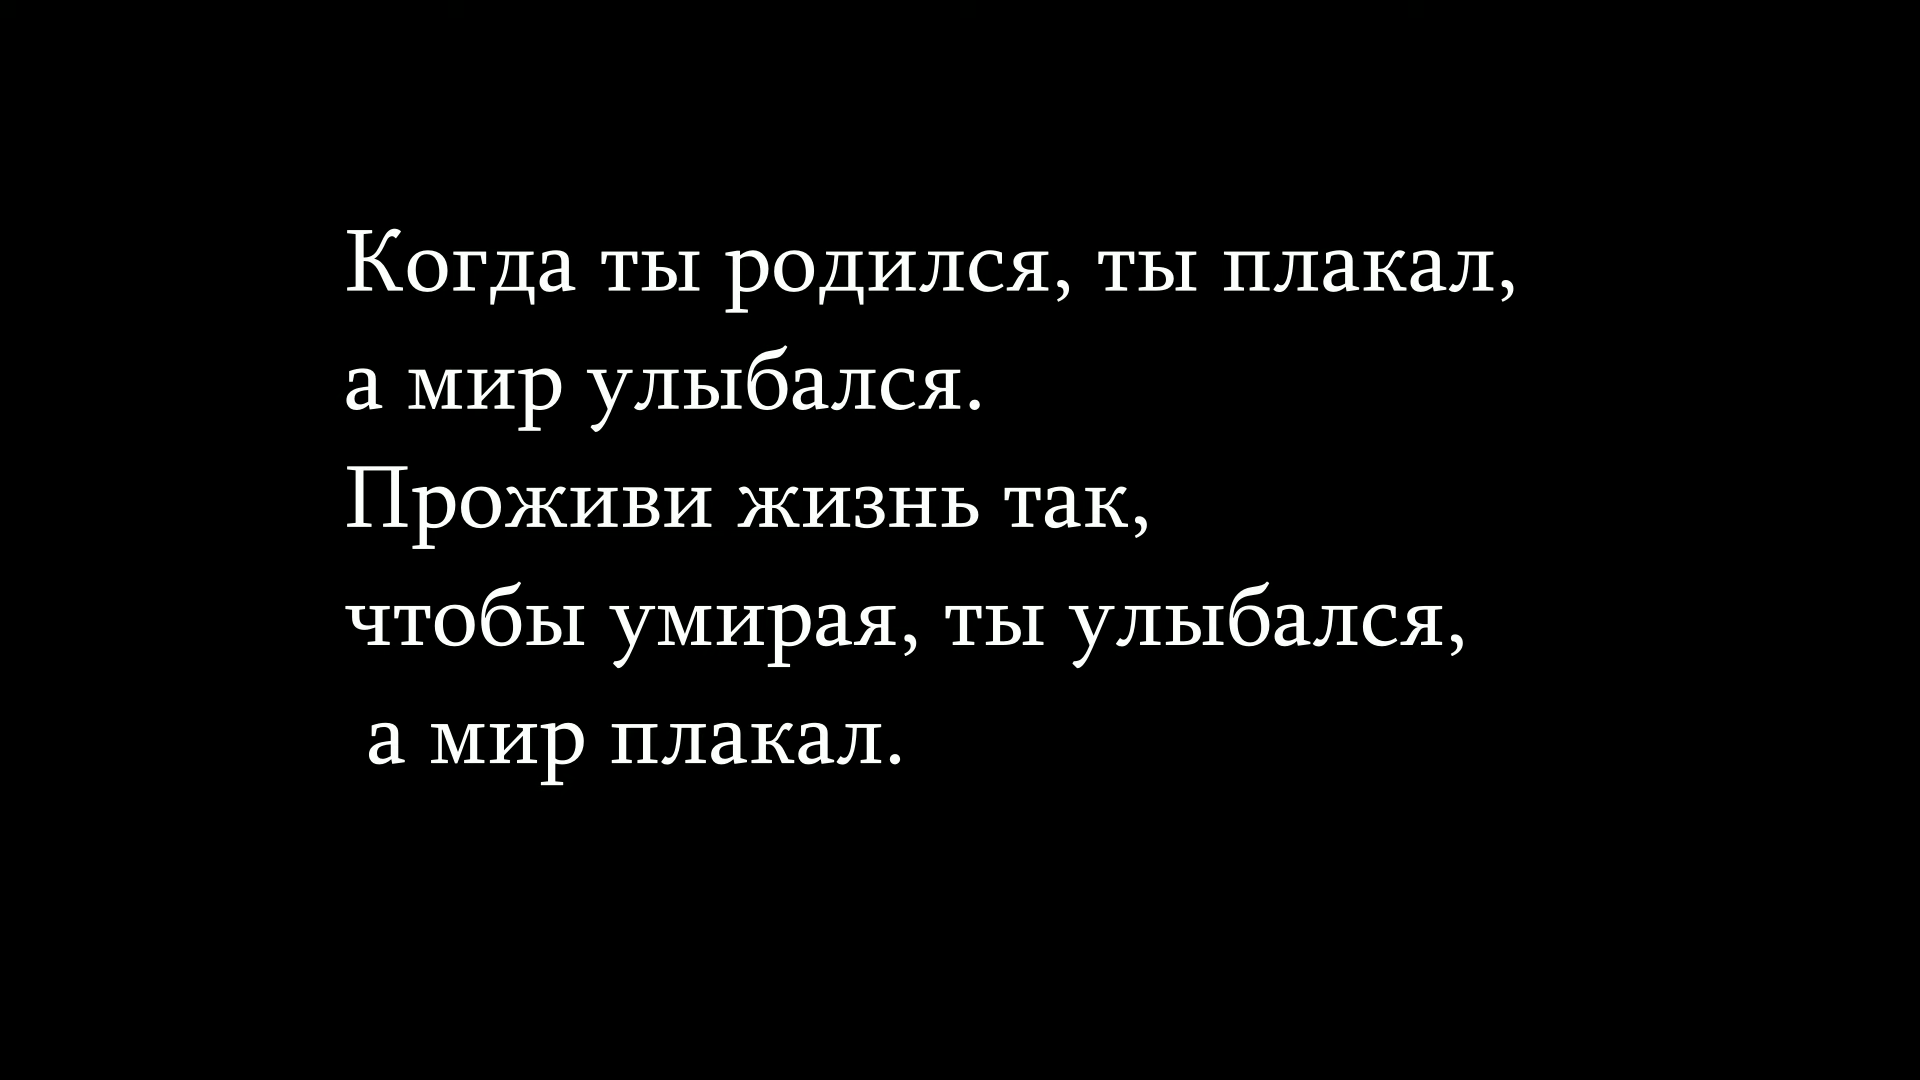 Когда ты родился, ты плакал,
а мир улыбался.
Проживи жизнь так,
чтобы умирая, ты улыбался,
а мир плакал.